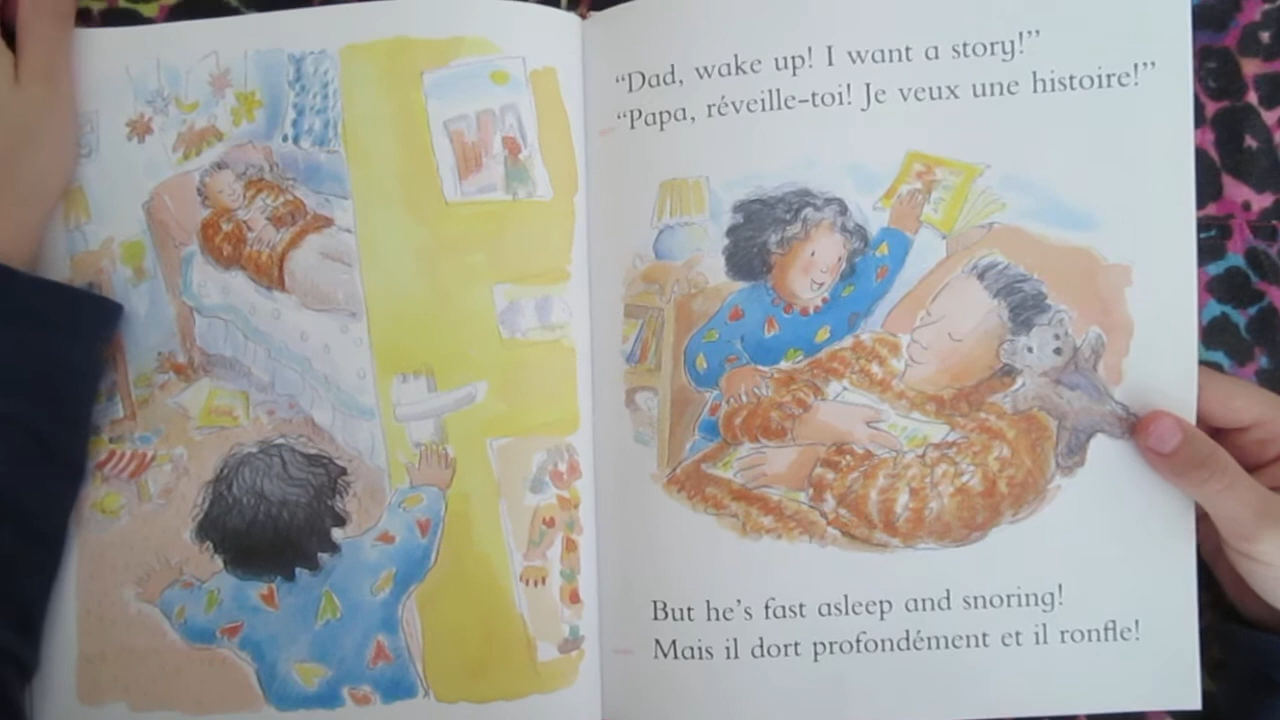 “Dad, wake up! I want a story!”
“Papa, réveille-toi! Je veux une histoire!”
But he’s fast asleep and snoring!
Mais il dort profondément et il ronfle!